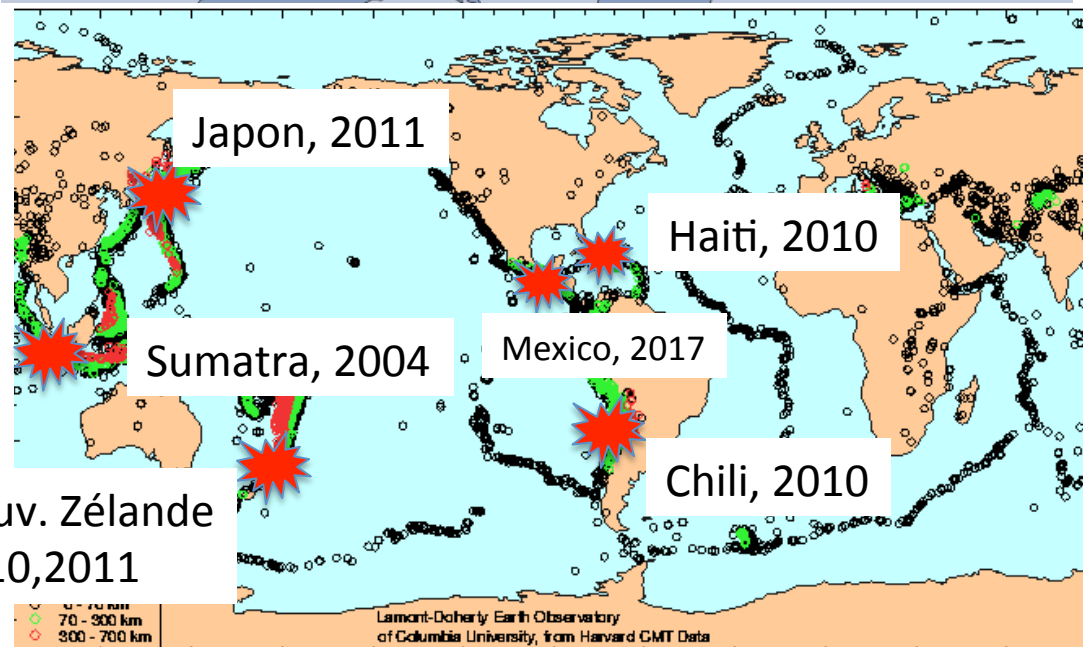 Japon, 2011
Haiti, 2010
Mexico, 2017
Sumatra, 2004
Chili, 2010
uv. Zélande
10,2011
0 - 70 km
70 - 300 km
300 - 700 km
Lamont-Doherty Earth Observatory
of Columbia University, from Harvard CMT Data